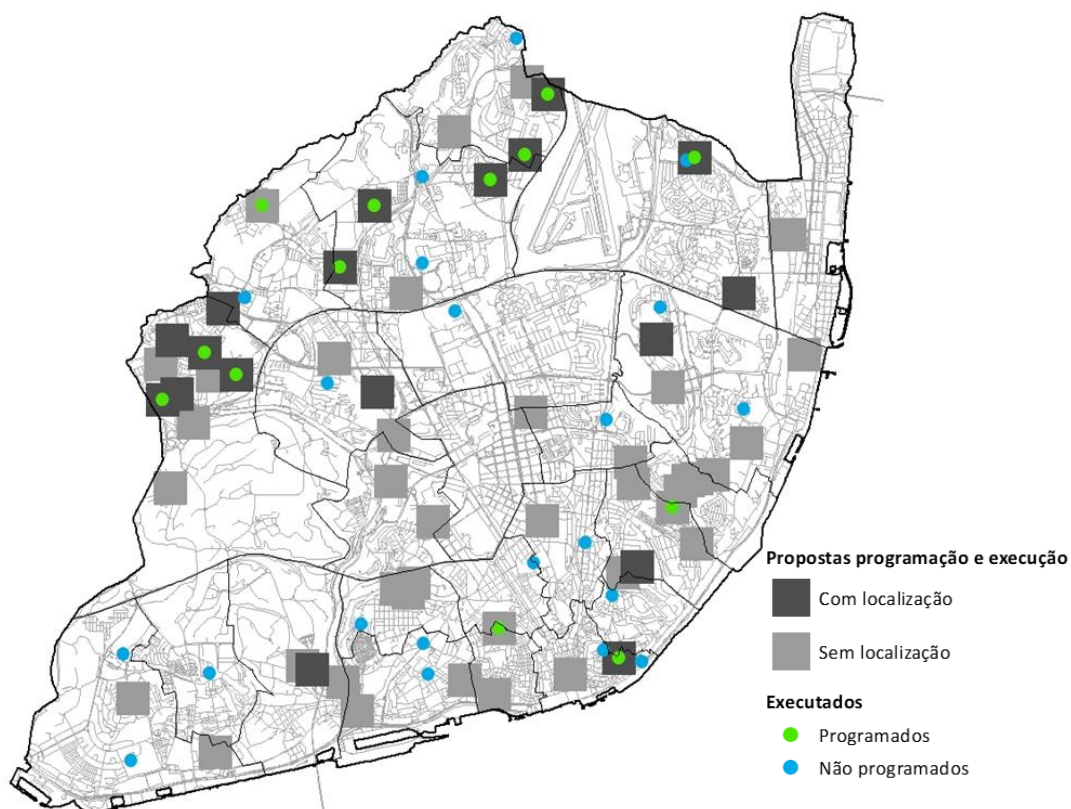 Propostas programação e execução
Com localização
Sem localização
Executados
Programados
Não programados